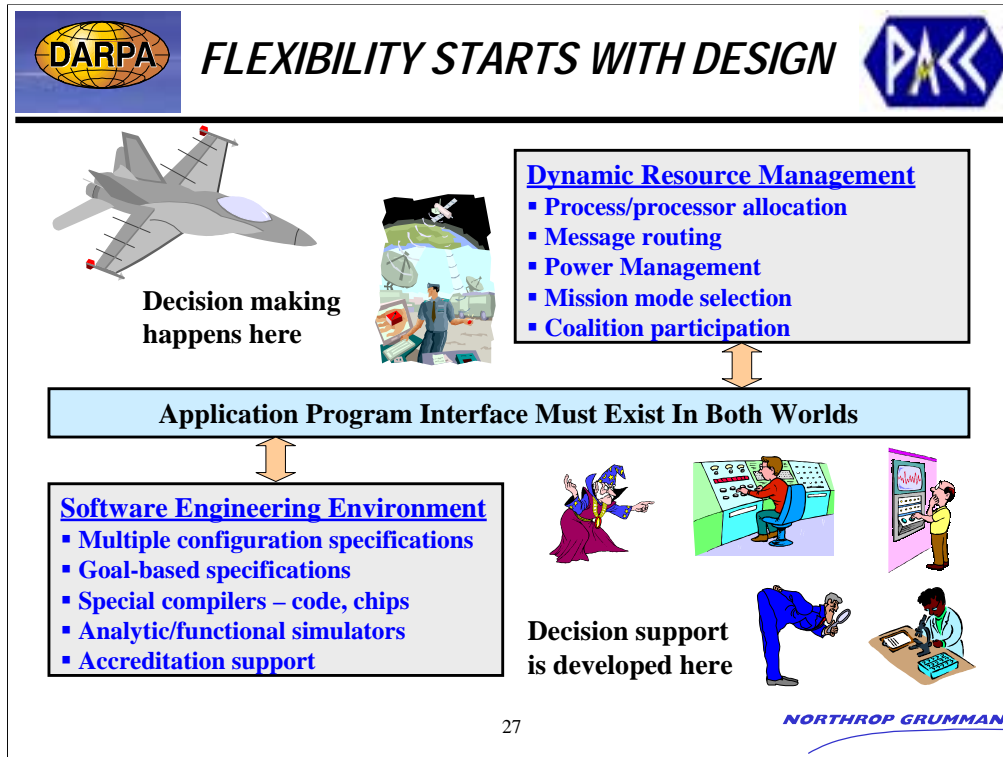 DARPA
FLEXIBILITY STARTS WITH DESIGN
PACC
Dynamic Resource Management
▪ Process/processor allocation
▪ Message routing
▪ Power Management
▪ Mission mode selection
▪ Coalition participation
Decision making
happens here
Application Program Interface Must Exist In Both Worlds
Software Engineering Environment
▪ Multiple configuration specifications
▪ Goal-based specifications
▪ Special compilers – code, chips
▪ Analytic/functional simulators
▪ Accreditation support
Decision support
is developed here
27
NORTHROP GRUMMAN